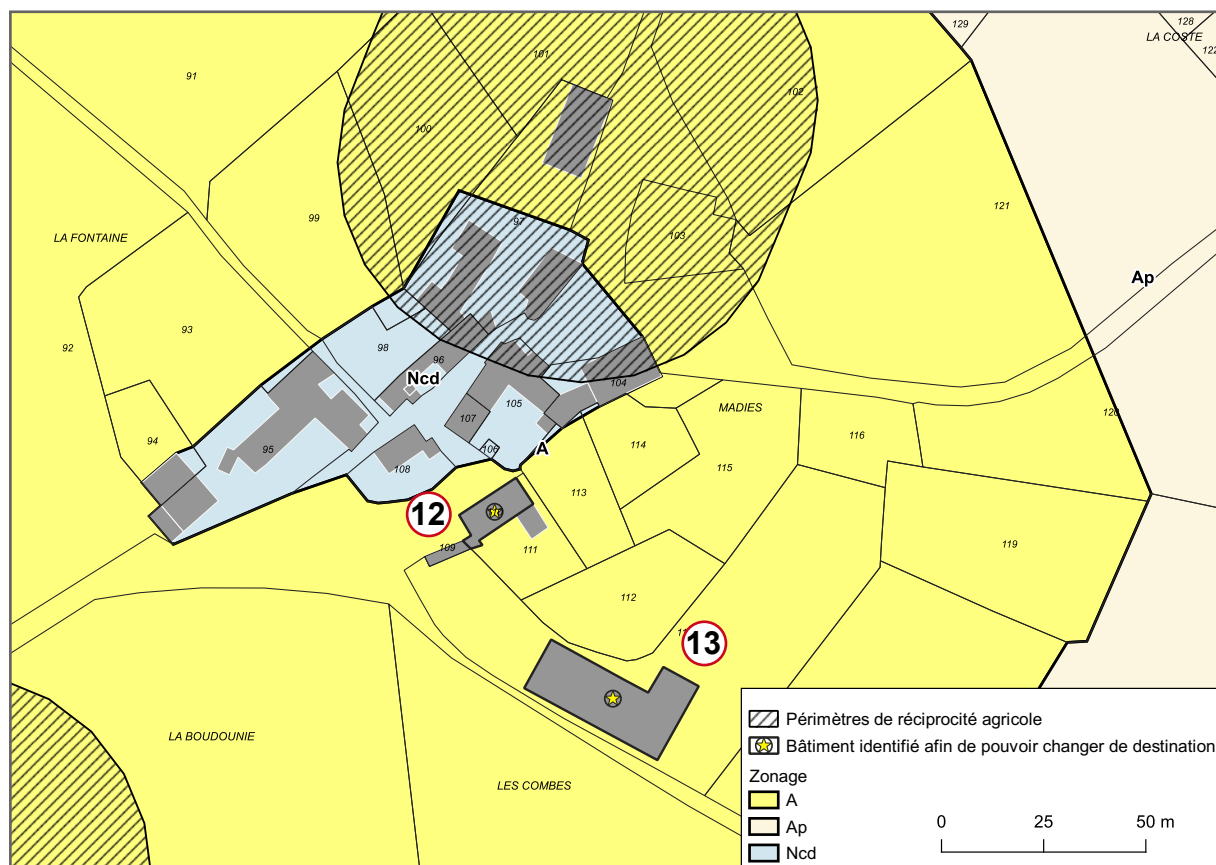 129
128
LA COSTE
122
91
101
102
100
99
97
121
103
LA FONTAINE
Ap
93
92
98
96
Ncd
104
105
MADIES
107
120
94
95
106
A
114
116
108
115
113
12
119
109
111
112
13
LA BOUDOUNIE
LES COMBES
Périmètres de réciprocité agricole
Bâtiment identifié afin de pouvoir changer de destination
Zonage
A
Ap
Ncd
0 25 50 m